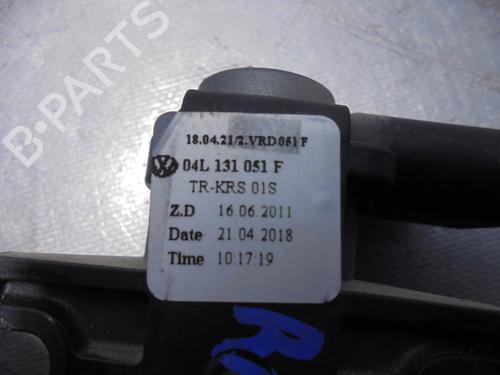 B-PARTS
18.04.21/2.VRD051 F
04L 131 051 F
TR-KRS 01S
Z.D 16.06.2011
Date 21.04.2018
Time 10:17:19